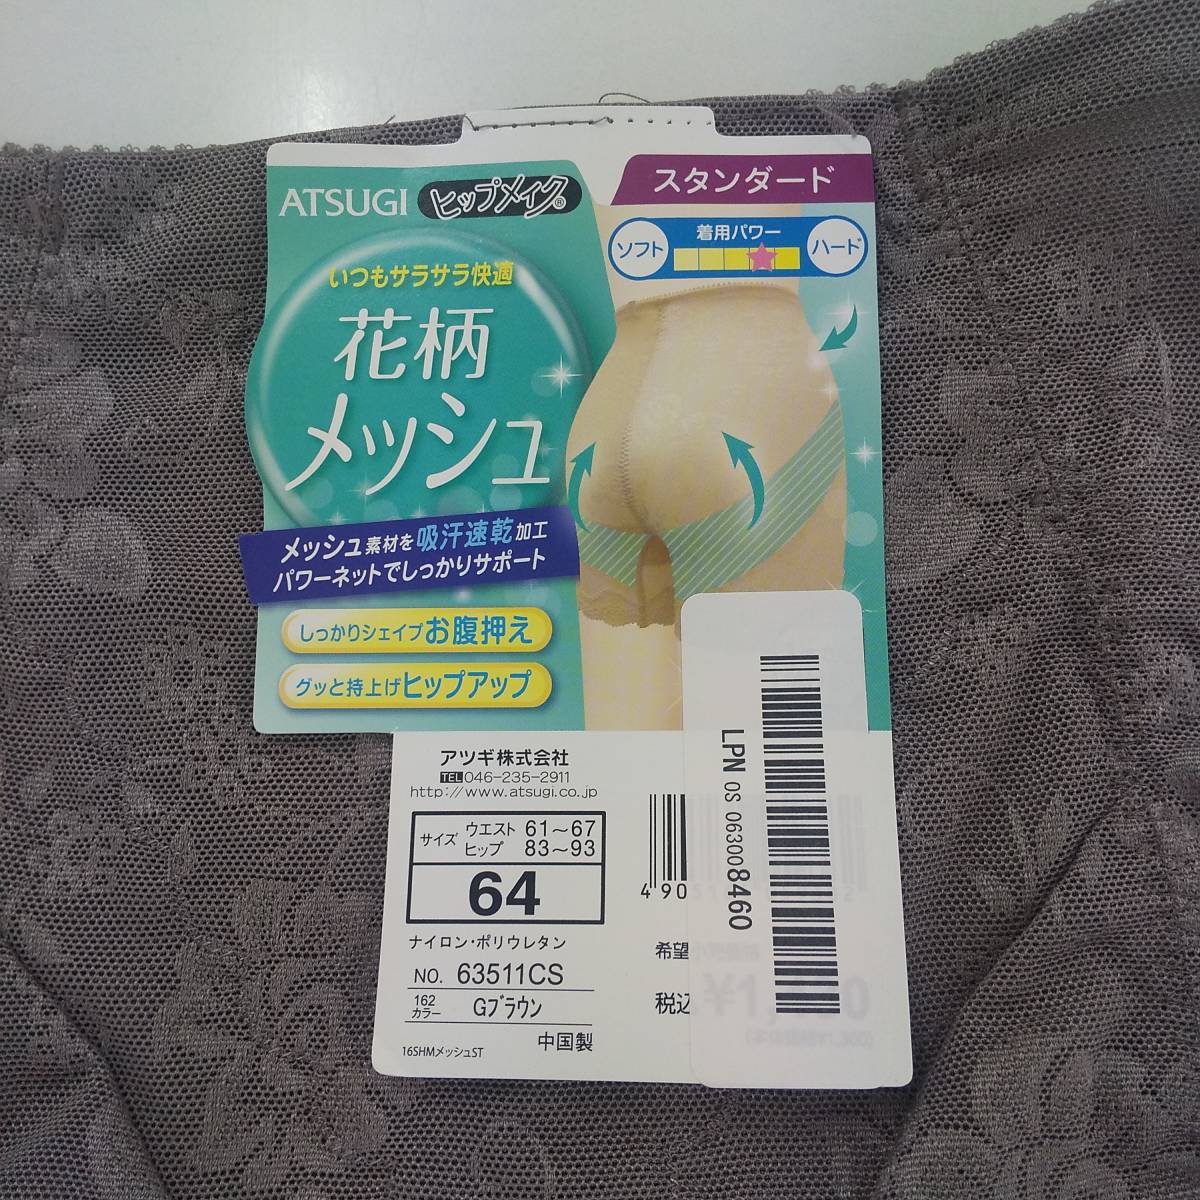 ATSUGI ヒップメイク®
スタンダード
着用パワー
ソフト
ハード
いつもサラサラ快適
花柄
メッシュ
メッシュ素材を吸汗速乾加工
パワーネットでしっかりサポート
しっかりシェイプお腹押え
グッと持上げヒップアップ
アツギ株式会社
TEL046-235-2911
http://www.atsugi.co.jp
サイズ
ウエスト 61～67
ヒップ 83～93
64
ナイロン・ポリウレタン
NO. 63511CS
162
カラー
Gブラウン
中国製
16SHMメッシュST
490
希望
税込
LPN 0S 063008460